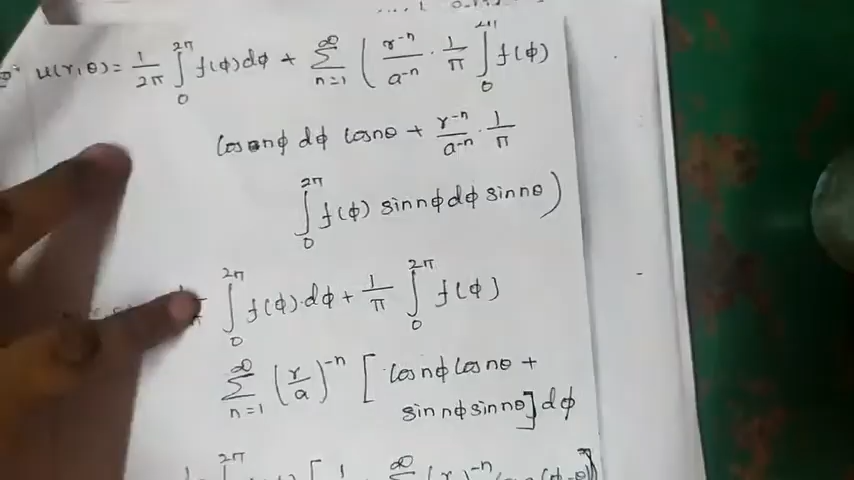 u(r,θ) = 1/2π ∫₀^2π f(φ)dφ + ∑_{n=1}^∞ ( r^-n/a^-n · 1/π ∫₀^2π f(φ)
cos nφ dφ cos nθ + r^-n/a^-n · 1/π
∫₀^2π f(φ) sin nφ dφ sin nθ )
∫₀^2π f(φ)·dφ + 1/π ∫₀^2π f(φ)
∑_{n=1}^∞ (r/a)^-n [ cos nφ cos nθ +
sin nφ sin nθ ] dφ